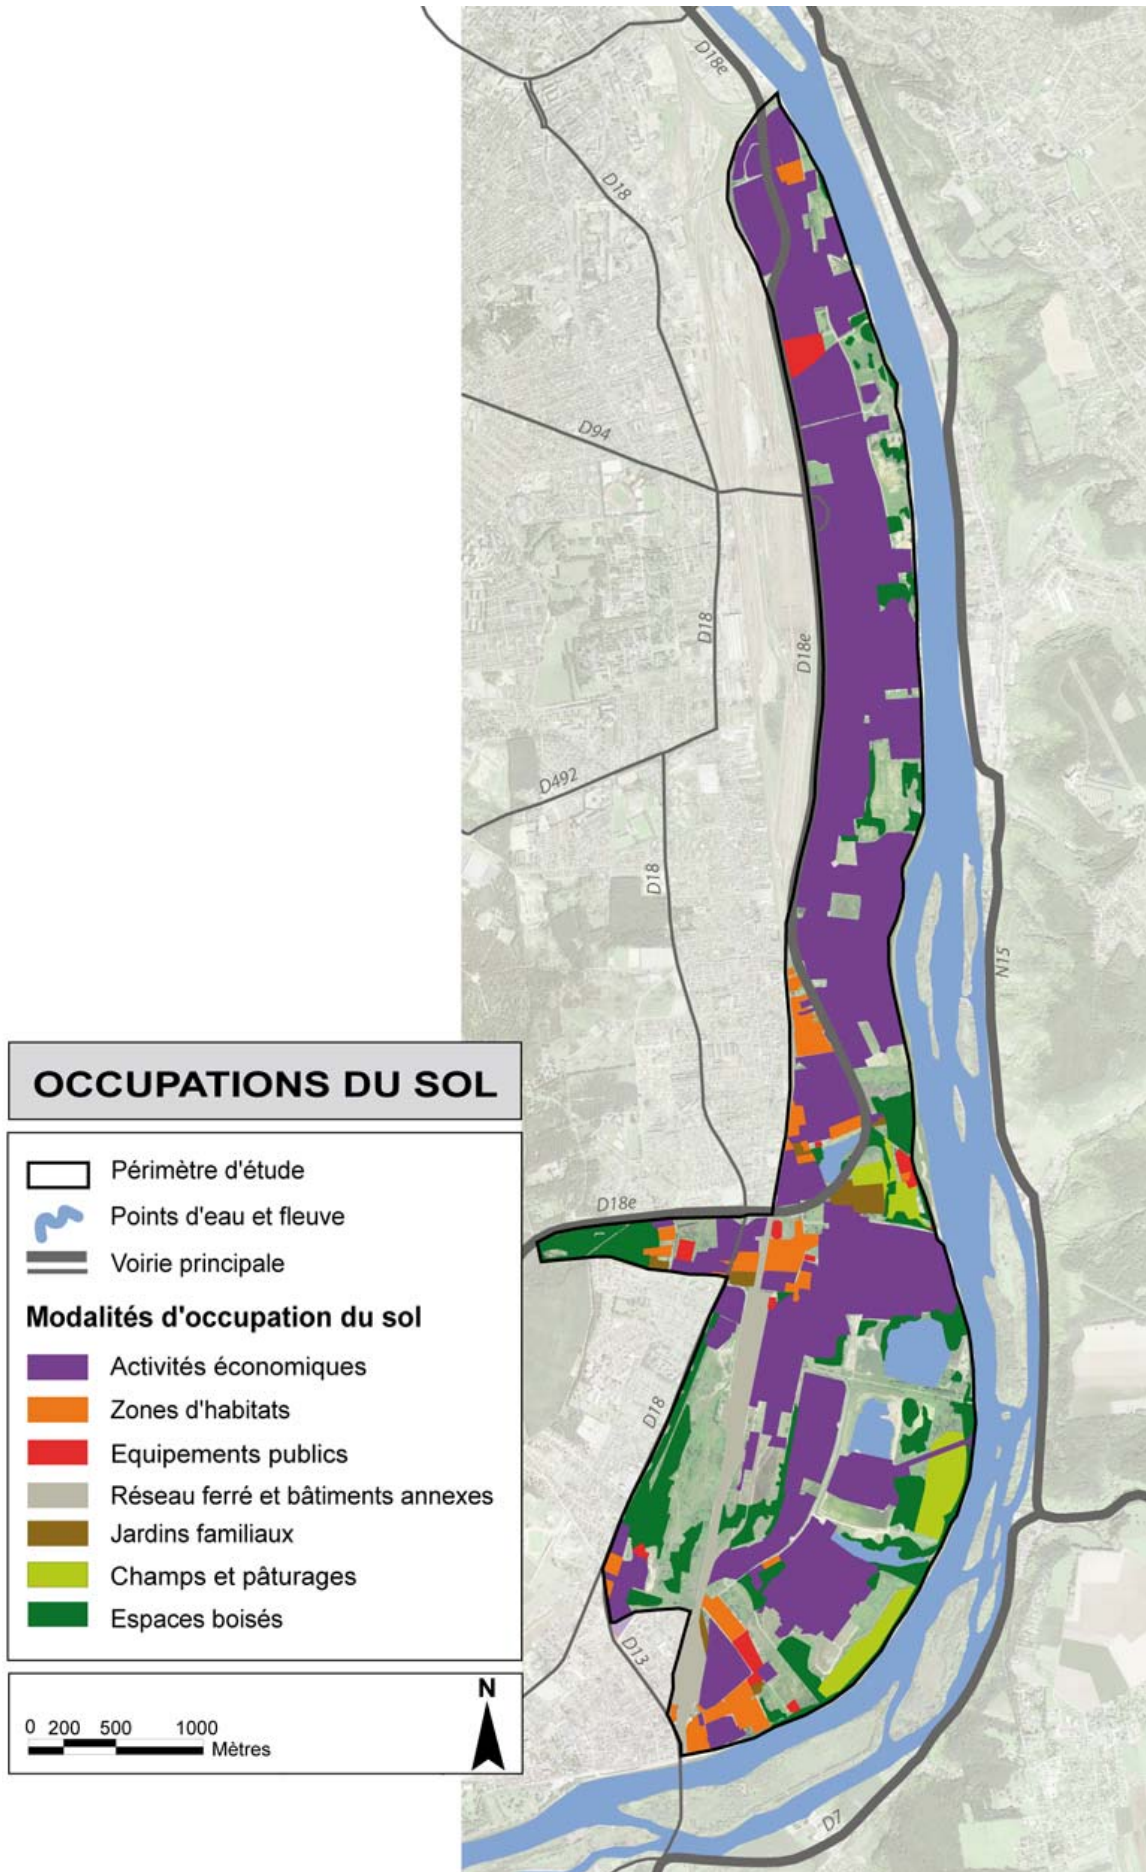 D18e
D18
D94
D18
D18e
D492
D18
N15
OCCUPATIONS DU SOL
Périmètre d'étude
Points d'eau et fleuve
Voirie principale
Modalités d'occupation du sol
Activités économiques
Zones d'habitats
Equipements publics
Réseau ferré et bâtiments annexes
Jardins familiaux
Champs et pâturages
Espaces boisés
D18e
D18
D13
N
0 200 500 1000
Mètres
D7